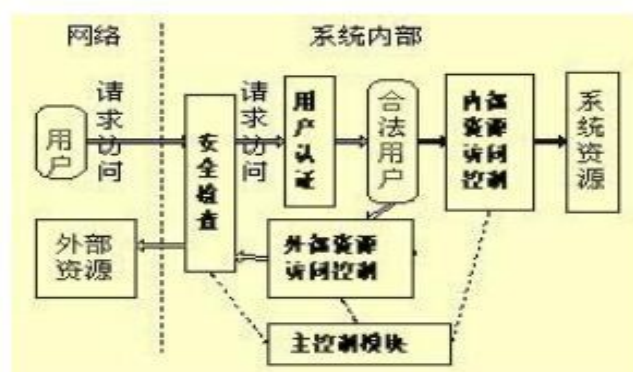 网络
系统内部
用户
请求访问
安全检查
请求访问
用户认证
合法用户
内部资源访问控制
系统资源
外部
资源
外部资源
访问控制
主控制模块